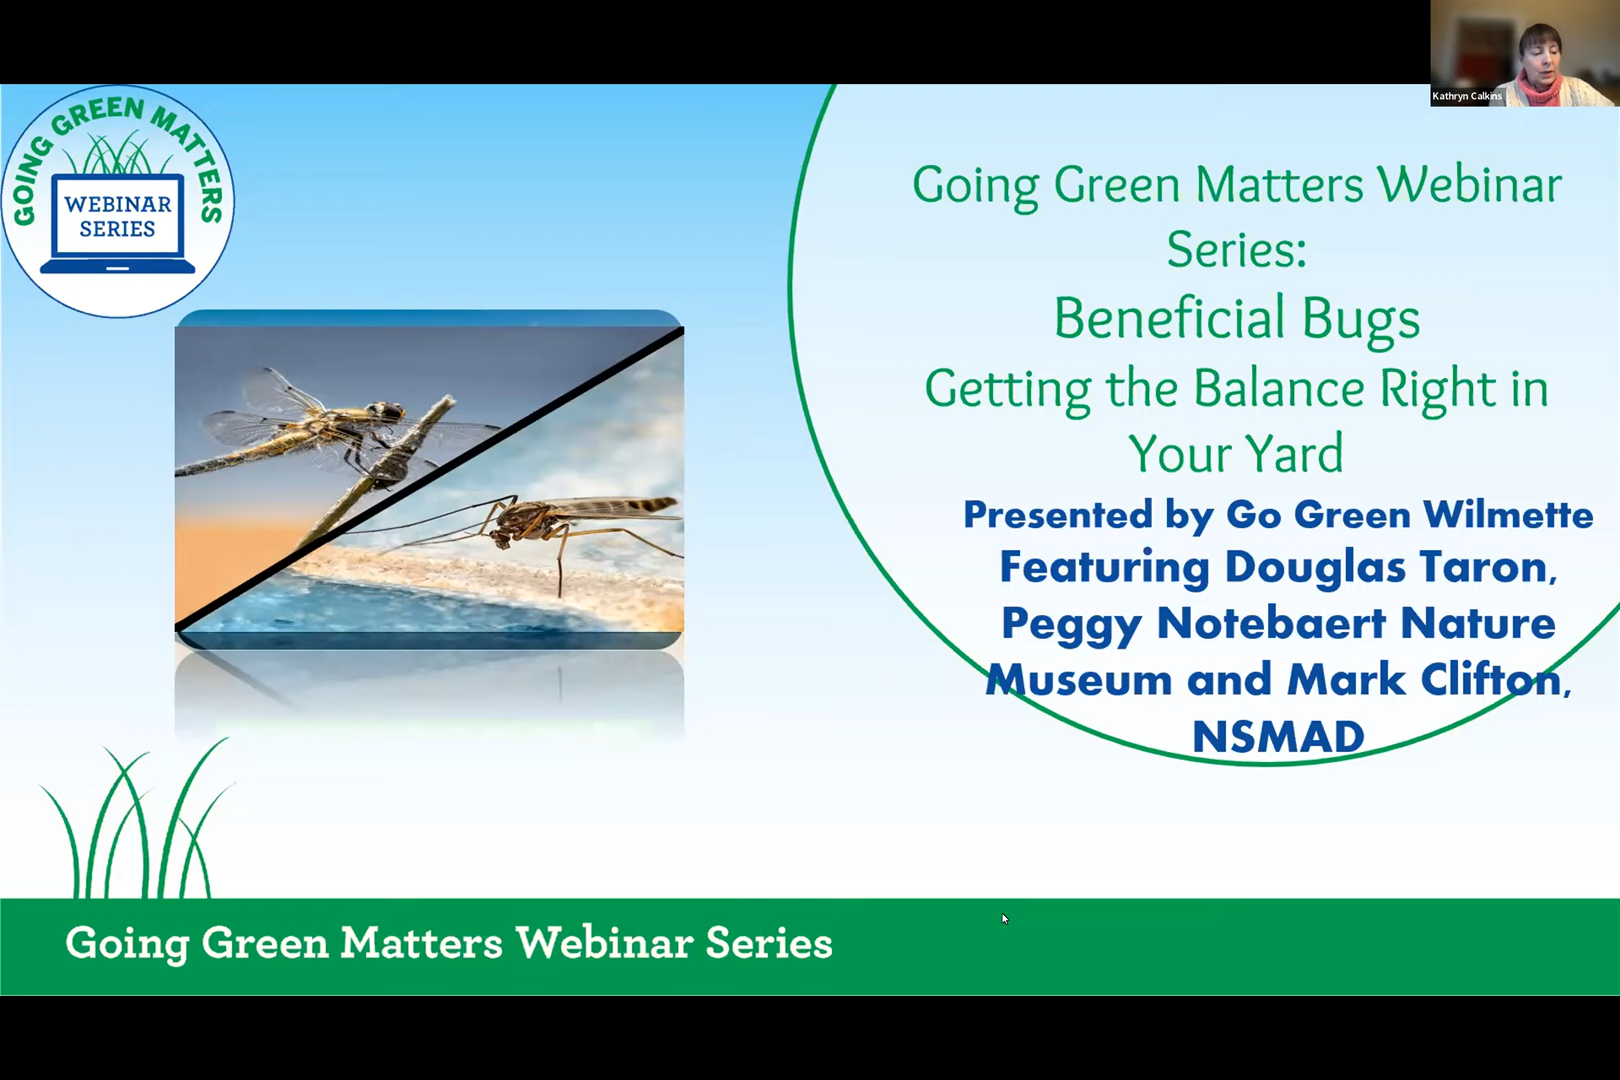 Kathryn Calkins
GOING GREEN MATTERS
WEBINAR
SERIES
Going Green Matters Webinar
Series:
Beneficial Bugs
Getting the Balance Right in
Your Yard
Presented by Go Green Wilmette
Featuring Douglas Taron,
Peggy Notebaert Nature
Museum and Mark Clifton,
NSMAD
Going Green Matters Webinar Series